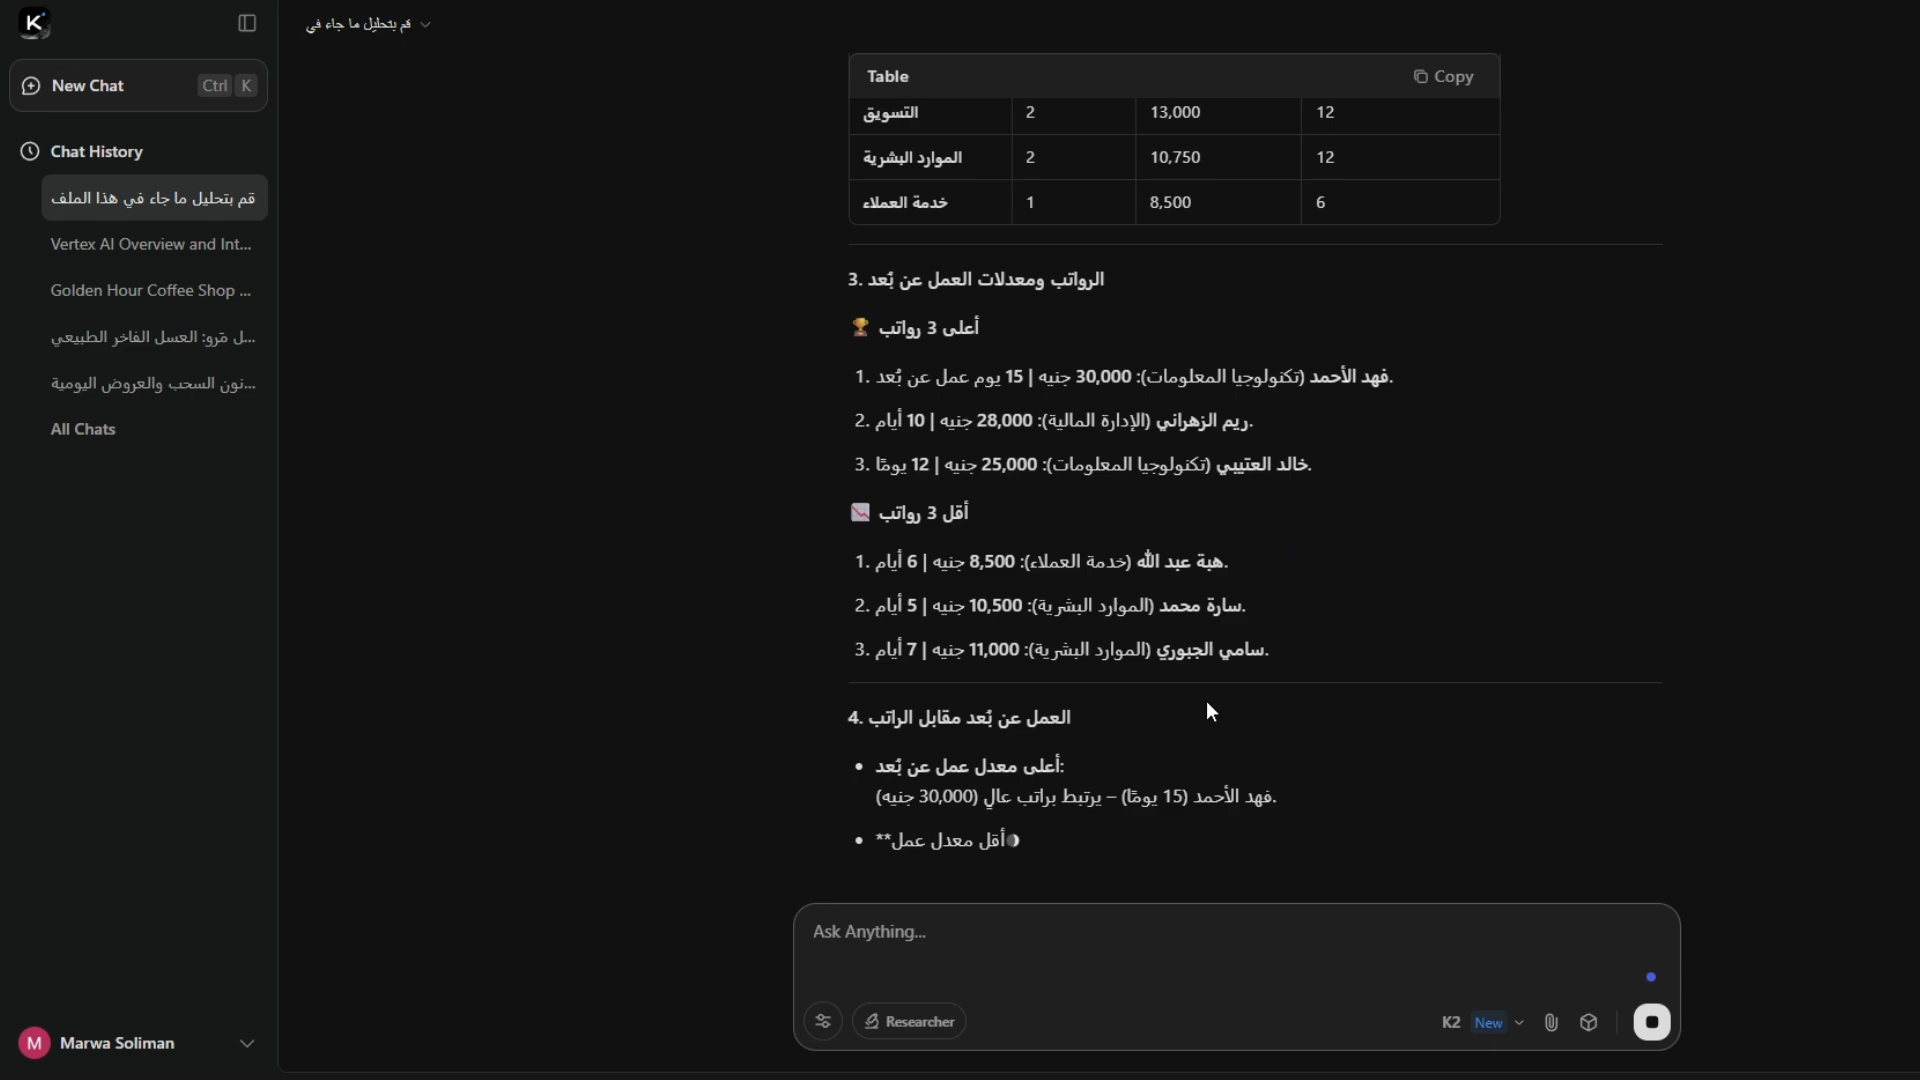 K
قم بتحليل ما جاء في
New Chat
Ctrl K
Chat History
قم بتحليل ما جاء في هذا الملف
Vertex AI Overview and Int...
Golden Hour Coffee Shop ...
...ل مَرو: العسل الفاخر الطبيعي
...نون السحب والعروض اليومية
All Chats
Table
Copy
التسويق 2 13,000 12
الموارد البشرية 2 10,750 12
خدمة العملاء 1 8,500 6
3. الرواتب ومعدلات العمل عن بُعد
🏆 أعلى 3 رواتب
1. فهد الأحمد (تكنولوجيا المعلومات): 30,000 جنيه | 15 يوم عمل عن بُعد.
2. ريم الزهراني (الإدارة المالية): 28,000 جنيه | 10 أيام.
3. خالد العتيبي (تكنولوجيا المعلومات): 25,000 جنيه | 12 يومًا.
📉 أقل 3 رواتب
1. هبة عبد الله (خدمة العملاء): 8,500 جنيه | 6 أيام.
2. سارة محمد (الموارد البشرية): 10,500 جنيه | 5 أيام.
3. سامي الجبوري (الموارد البشرية): 11,000 جنيه | 7 أيام.
4. العمل عن بُعد مقابل الراتب
• أعلى معدل عمل عن بُعد:
فهد الأحمد (15 يومًا) – يرتبط براتب عالٍ (30,000 جنيه).
• **أقل معدل عمل
Ask Anything...
Researcher
K2 New
M Marwa Soliman